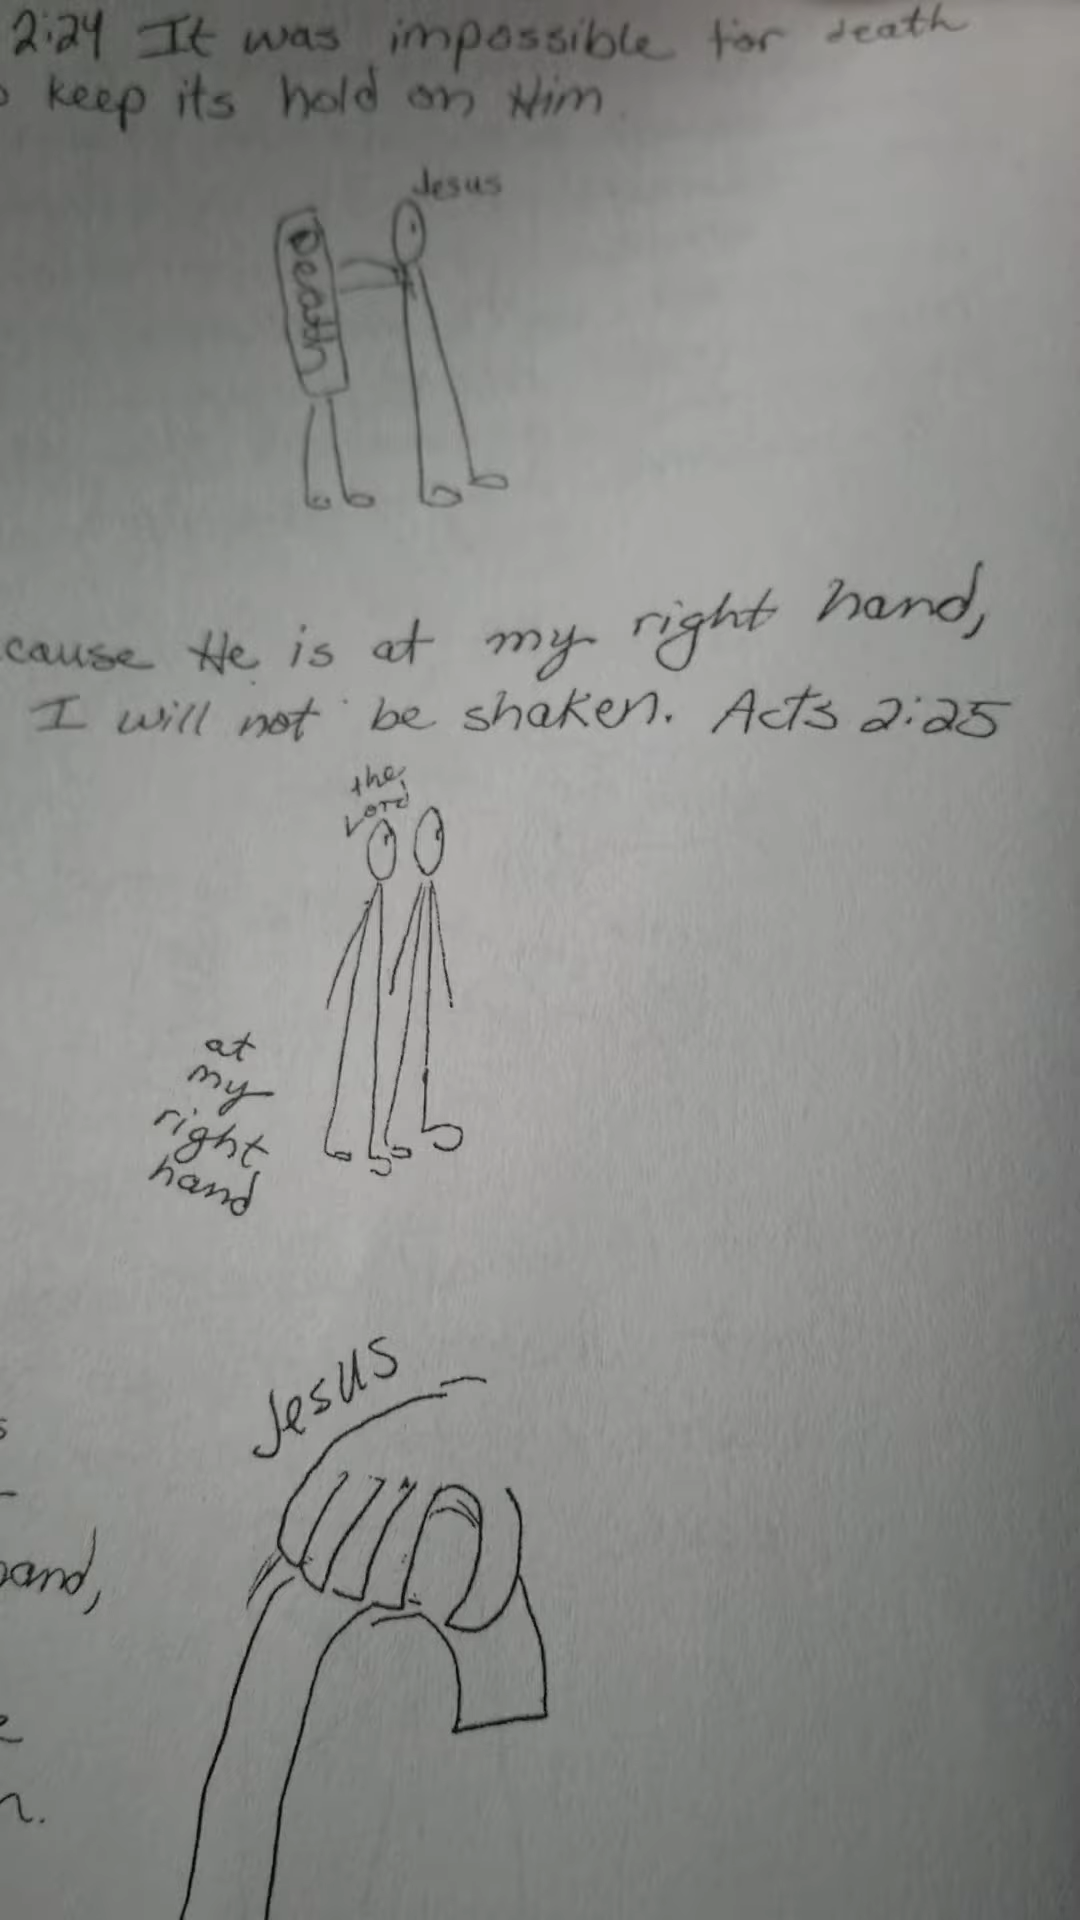 2:24 It was impossible for death
keep its hold on Him.
Jesus
Death
cause He is at my right hand,
I will not be shaken. Acts 2:25
the
Lord
at
my
right
hand
Jesus
and,